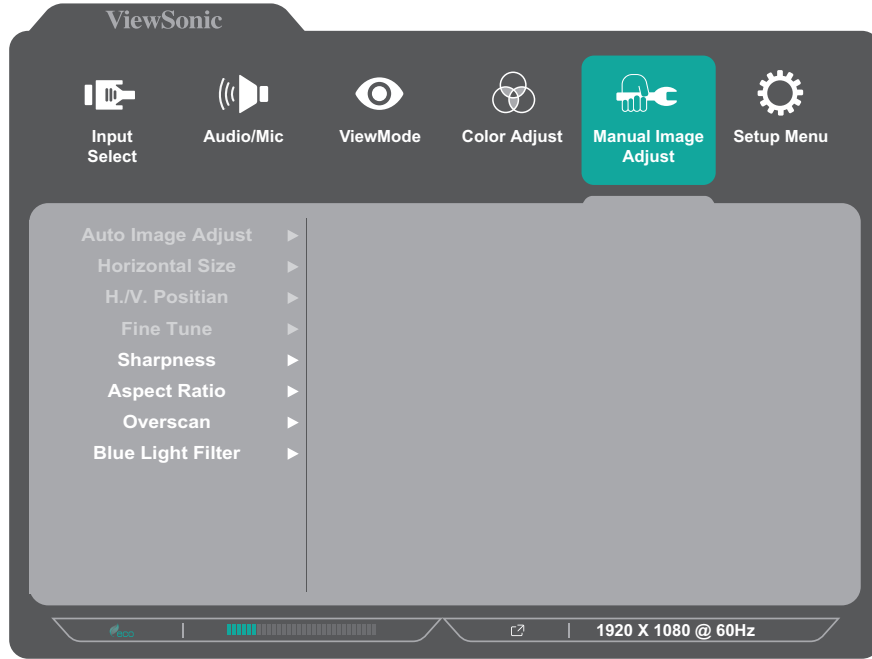 ViewSonic
Input
Select
Audio/Mic
ViewMode
Color Adjust
Manual Image
Adjust
Setup Menu
Auto Image Adjust
Horizontal Size
H./V. Positian
Fine Tune
Sharpness
Aspect Ratio
Overscan
Blue Light Filter
eco
1920 X 1080 @ 60Hz